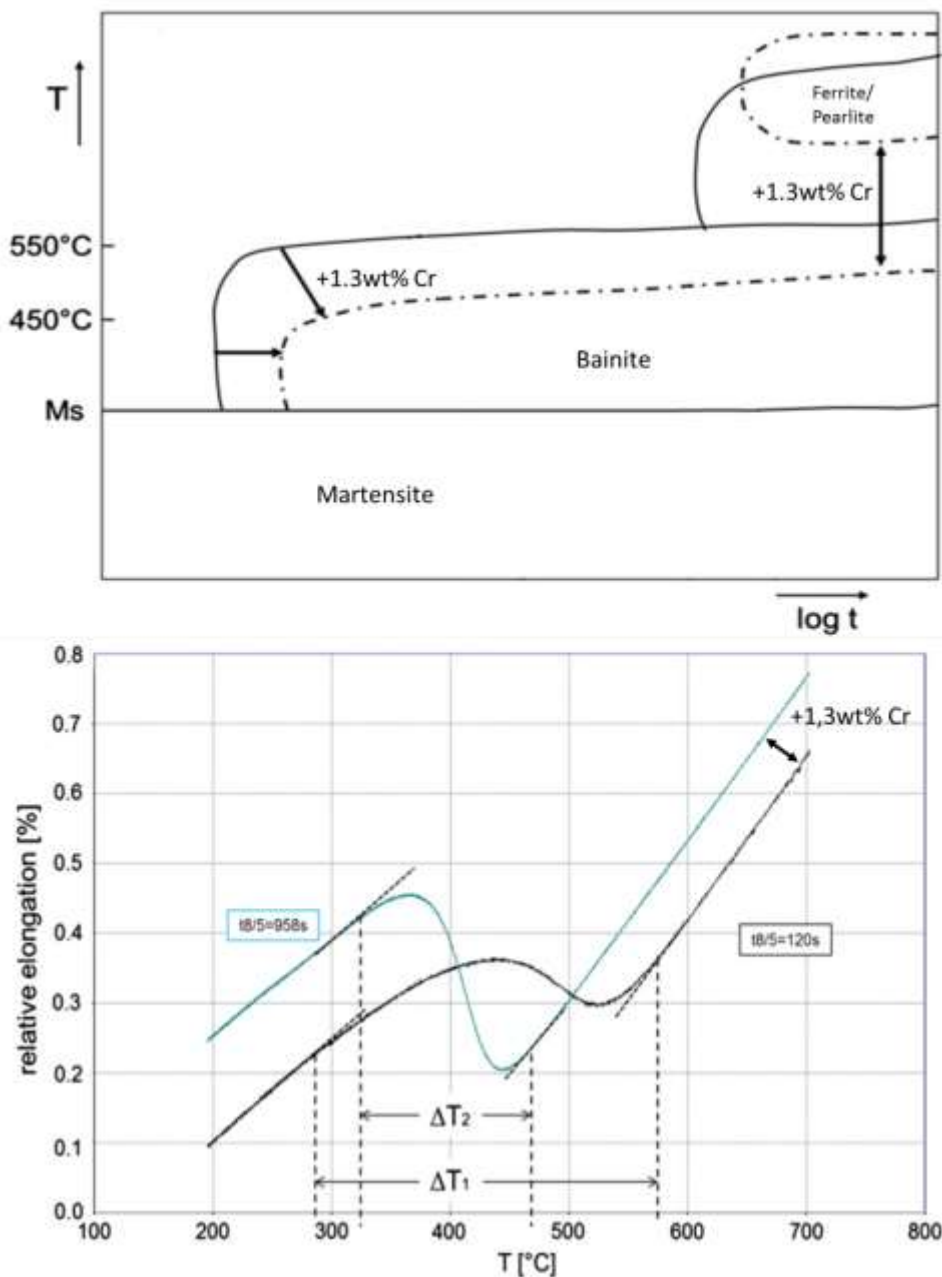 T
Ferrite/
Pearlite
+1.3wt% Cr
550°C
+1.3wt% Cr
450°C
Bainite
Ms
Martensite
log t
0.8
0.7
0.6
0.5
0.4
0.3
0.2
0.1
0.0
relative elongation [%]
+1,3wt% Cr
t8/5=958s
t8/5=120s
ΔT2
ΔT1
100 200 300 400 500 600 700 800
T [°C]